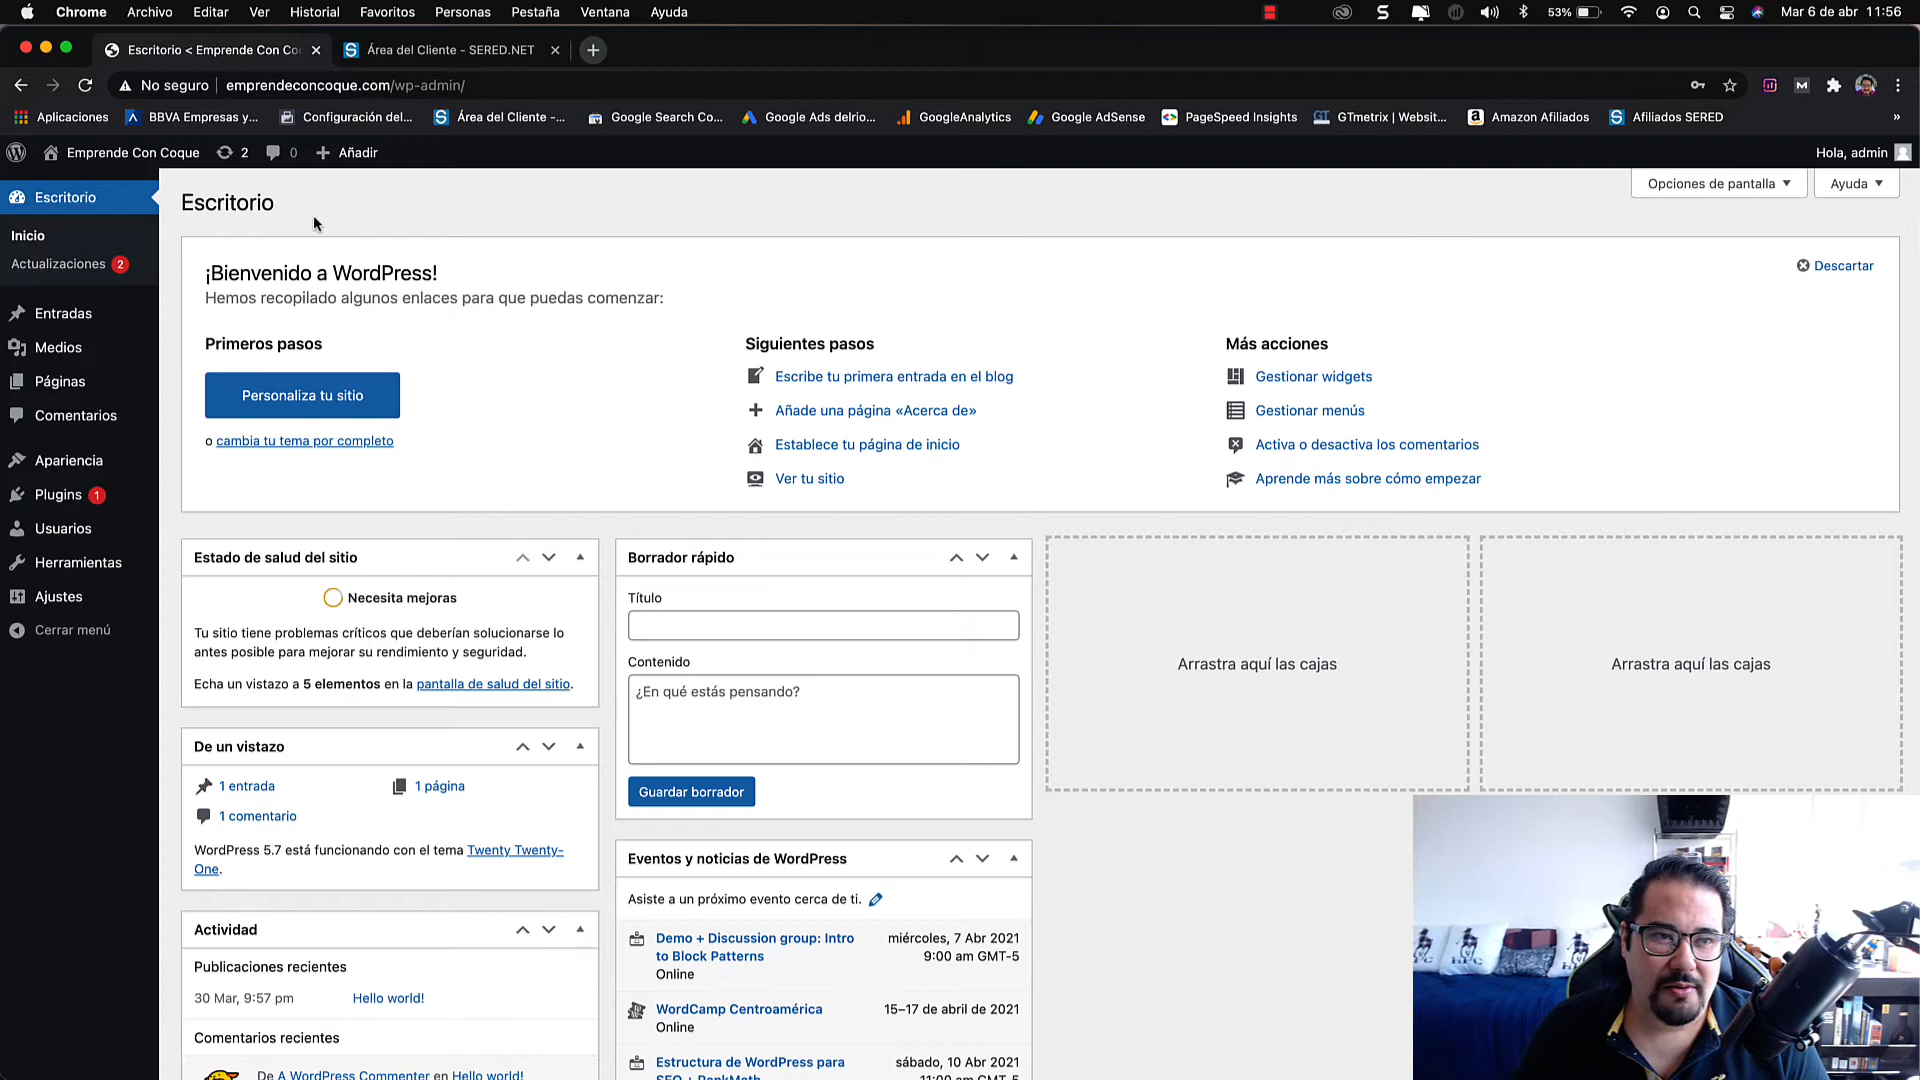 Chrome Archivo Editar Ver Historial Favoritos Personas Pestaña Ventana Ayuda 53% Mar 6 de abr 11:56
Escritorio < Emprende Con Co Área del Cliente - SERED.NET
No seguro emprendeconcoque.com/wp-admin/
Aplicaciones BBVA Empresas y... Configuración del... Área del Cliente -... Google Search Co... Google Ads delrio... GoogleAnalytics Google AdSense PageSpeed Insights GTmetrix | Websit... Amazon Afiliados Afiliados SERED »
Emprende Con Coque 2 0 Añadir Hola, admin
Escritorio
Inicio
Actualizaciones 2
Entradas
Medios
Páginas
Comentarios
Apariencia
Plugins 1
Usuarios
Herramientas
Ajustes
Cerrar menú
Opciones de pantalla Ayuda
Escritorio
¡Bienvenido a WordPress!
Hemos recopilado algunos enlaces para que puedas comenzar:
Descartar
Primeros pasos
Personaliza tu sitio
o cambia tu tema por completo
Siguientes pasos
Escribe tu primera entrada en el blog
Añade una página «Acerca de»
Establece tu página de inicio
Ver tu sitio
Más acciones
Gestionar widgets
Gestionar menús
Activa o desactiva los comentarios
Aprende más sobre cómo empezar
Estado de salud del sitio
Necesita mejoras
Tu sitio tiene problemas críticos que deberían solucionarse lo
antes posible para mejorar su rendimiento y seguridad.
Echa un vistazo a 5 elementos en la pantalla de salud del sitio.
De un vistazo
1 entrada 1 página
1 comentario
WordPress 5.7 está funcionando con el tema Twenty Twenty-
One.
Actividad
Publicaciones recientes
30 Mar, 9:57 pm Hello world!
Comentarios recientes
De A WordPress Commenter en Hello world!
Borrador rápido
Título
Contenido
¿En qué estás pensando?
Guardar borrador
Eventos y noticias de WordPress
Asiste a un próximo evento cerca de ti.
Demo + Discussion group: Intro miércoles, 7 Abr 2021
to Block Patterns 9:00 am GMT-5
Online
WordCamp Centroamérica 15–17 de abril de 2021
Online
Estructura de WordPress para sábado, 10 Abr 2021
SEO + RankMath 11:00 am GMT-5
Arrastra aquí las cajas
Arrastra aquí las cajas